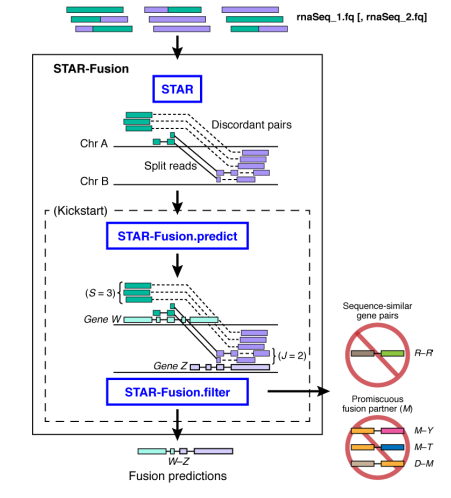 rnaSeq_1.fq [, rnaSeq_2.fq]
STAR-Fusion
STAR
Discordant pairs
Chr A
Split reads
Chr B
(Kickstart)
STAR-Fusion.predict
(S = 3)
Gene W
(J = 2)
Gene Z
STAR-Fusion.filter
Sequence-similar
gene pairs
R–R'
Promiscuous
fusion partner (M)
M–Y
M–T
D–M
W–Z
Fusion predictions